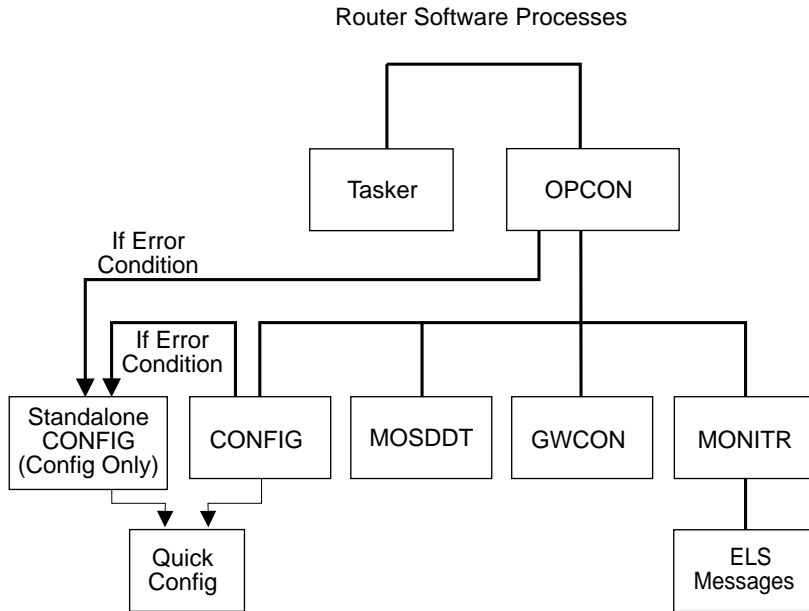 Router Software Processes
Tasker
OPCON
If Error
Condition
If Error
Condition
Standalone
CONFIG
(Config Only)
CONFIG
MOSDDT
GWCON
MONITR
Quick
Config
ELS
Messages